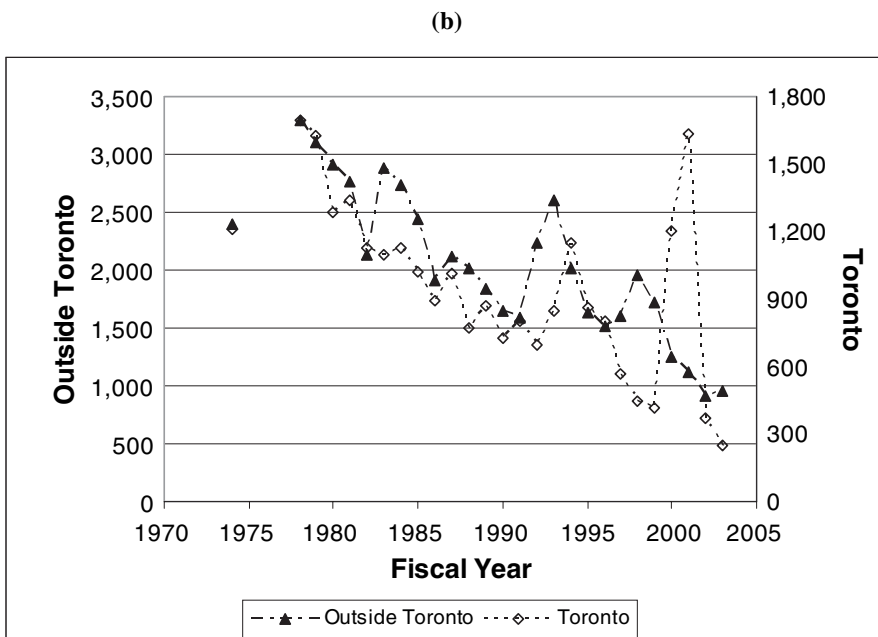 (b)
3,500
3,000
2,500
2,000
1,500
1,000
500
0
Outside Toronto
1,800
1,500
1,200
900
600
300
0
Toronto
1970 1975 1980 1985 1990 1995 2000 2005
Fiscal Year
Outside Toronto Toronto